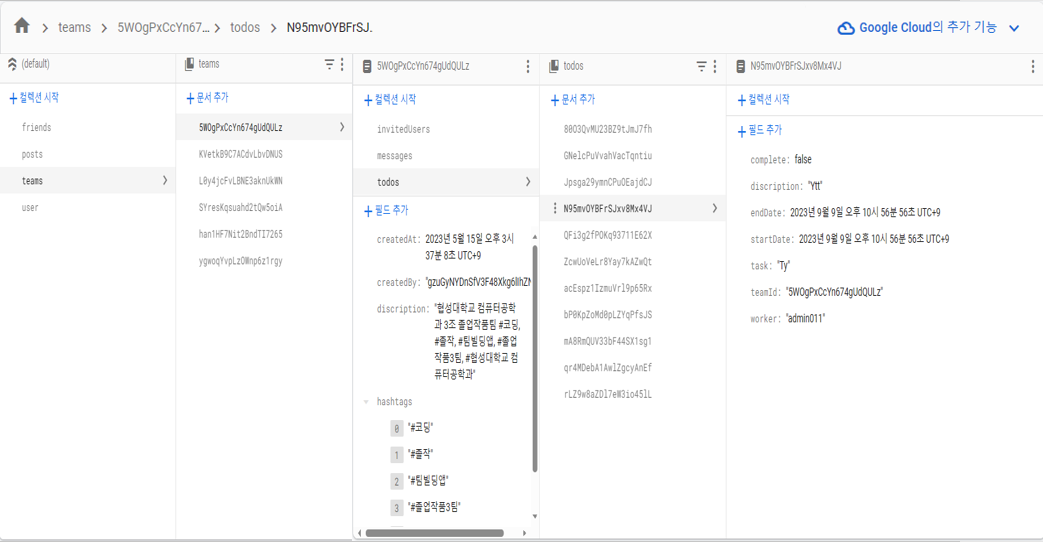 teams
5WOgPxCcYn67...
todos
N95mvOYBFrSJ.
Google Cloud의 추가 기능
(default)
컬렉션 시작
friends
posts
teams
user
teams
문서 추가
5WOgPxCcYn674gUdQULz
KVetkB9C7ACdvLbvDNUS
L0y4jcFvLBNE3aknUkWN
SYresKqsuahd2tQw5oiA
han1HF7Nit2BndTI7265
ygwoqYvpLzOWnp6z1rgy
5WOgPxCcYn674gUdQULz
컬렉션 시작
invitedUsers
messages
todos
필드 추가
createdAt: 2023년 5월 15일 오후 3시
37분 8초 UTC+9
createdBy: "gzuGyNYDnSfV3F48Xkg6IlhZN
discription: "협성대학교 컴퓨터공학
과 3조 졸업작품팀 #코딩,
#졸작, #팀빌딩앱, #졸업
작품3팀, #협성대학교 컴
퓨터공학과"
hashtags
0 "#코딩"
1 "#졸작"
2 "#팀빌딩앱"
3 "#졸업작품3팀"
todos
문서 추가
80O3QvMU23BZ9tJmJ7fh
GNelcPuVvahVacTqntiu
Jpsga29ymnCPuOEajdCJ
N95mvOYBFrSJxv8Mx4VJ
QFi3g2fPOKq93711E62X
ZcwUoVeLr8Yay7kAZwQt
acEspz1IzmuVrl9p65Rx
bP0KpZoMd0pLZYqPfsJS
mA8RmQUV33bF44SX1sg1
qr4MDebA1AwlZgcyAnEf
rLZ9w8aZDl7eW3io45lL
N95mvOYBFrSJxv8Mx4VJ
컬렉션 시작
필드 추가
complete: false
discription: "Ytt"
endDate: 2023년 9월 9일 오후 10시 56분 56초 UTC+9
startDate: 2023년 9월 9일 오후 10시 56분 56초 UTC+9
task: "Ty"
teamId: "5WOgPxCcYn674gUdQULz"
worker: "admin011"